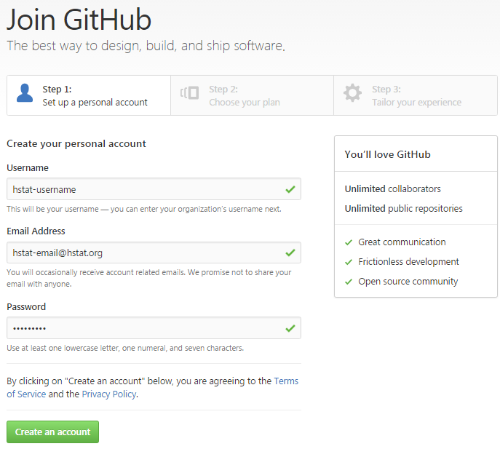 Join GitHub
The best way to design, build, and ship software.
Step 1:
Set up a personal account
Step 2:
Choose your plan
Step 3:
Tailor your experience
Create your personal account
Username
hstat-username
This will be your username — you can enter your organization's username next.
Email Address
hstat-email@hstat.org
You will occasionally receive account related emails. We promise not to share your
email with anyone.
Password
•••••••••
Use at least one lowercase letter, one numeral, and seven characters.
By clicking on "Create an account" below, you are agreeing to the Terms
of Service and the Privacy Policy.
Create an account
You'll love GitHub
Unlimited collaborators
Unlimited public repositories
Great communication
Frictionless development
Open source community